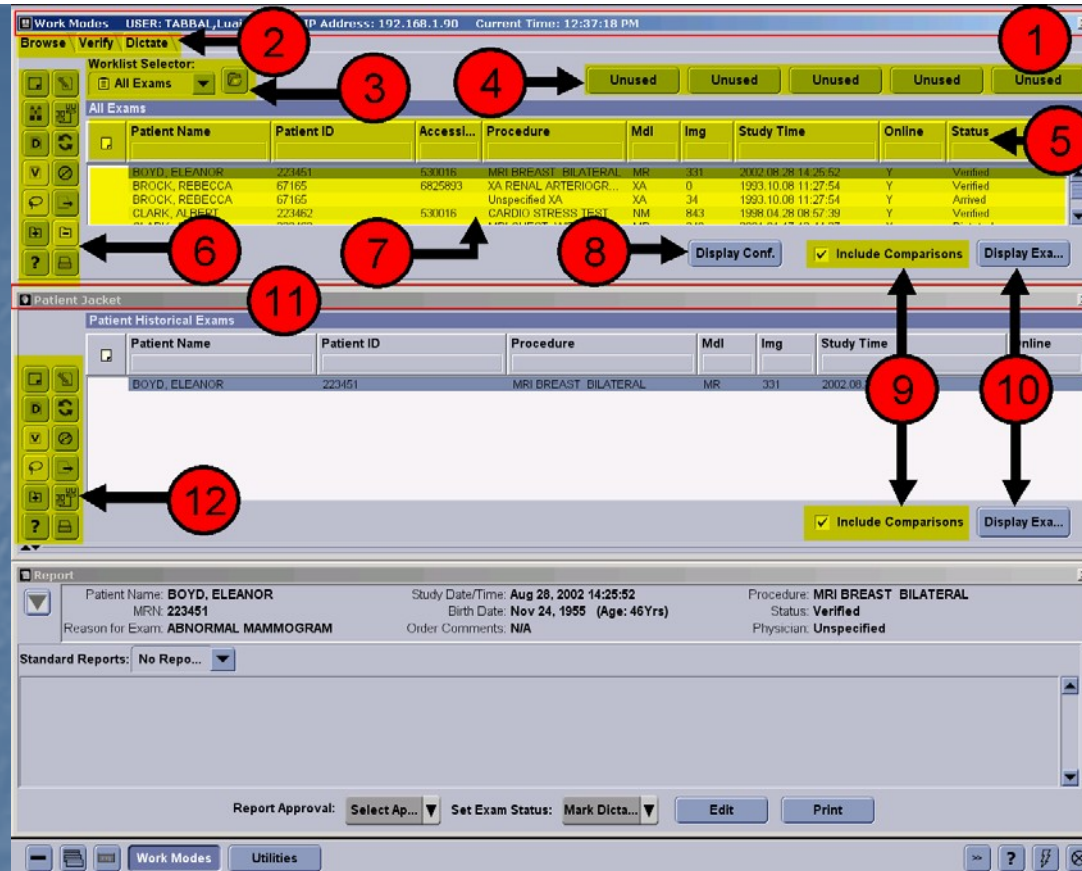 Work Modes USER: TABBAL,Luai IP Address: 192.168.1.90 Current Time: 12:37:18 PM
1
Browse Verify Dictate
2
Worklist Selector:
All Exams
3
4
Unused Unused Unused Unused Unused
All Exams
Patient Name Patient ID Accessi... Procedure Mdl Img Study Time Online Status
5
BOYD, ELEANOR 223451 530016 MRI BREAST BILATERAL MR 331 2002.08.28 14:25:52 Y Verified
BROCK, REBECCA 67165 6825893 XA RENAL ARTERIOGR... XA 0 1993.10.08 11:27:54 Y Verified
BROCK, REBECCA 67165 Unspecified XA XA 34 1993.10.08 11:27:54 Y Arrived
CLARK, ALBERT 223462 530016 CARDIO STRESS TEST NM 843 1998.04.28 08:57:39 Y Verified
D
V
?
6
7
8
Display Conf.
Include Comparisons
Display Exa...
Patient Jacket
11
Patient Historical Exams
Patient Name Patient ID Procedure Mdl Img Study Time Online
BOYD, ELEANOR 223451 MRI BREAST BILATERAL MR 331 2002.08
D
V
?
9
10
12
Include Comparisons
Display Exa...
Report
Patient Name: BOYD, ELEANOR Study Date/Time: Aug 28, 2002 14:25:52 Procedure: MRI BREAST BILATERAL
MRN: 223451 Birth Date: Nov 24, 1955 (Age: 46Yrs) Status: Verified
Reason for Exam: ABNORMAL MAMMOGRAM Order Comments: N/A Physician: Unspecified
Standard Reports: No Repo...
Report Approval: Select Ap... Set Exam Status: Mark Dicta... Edit Print
Work Modes Utilities >> ?